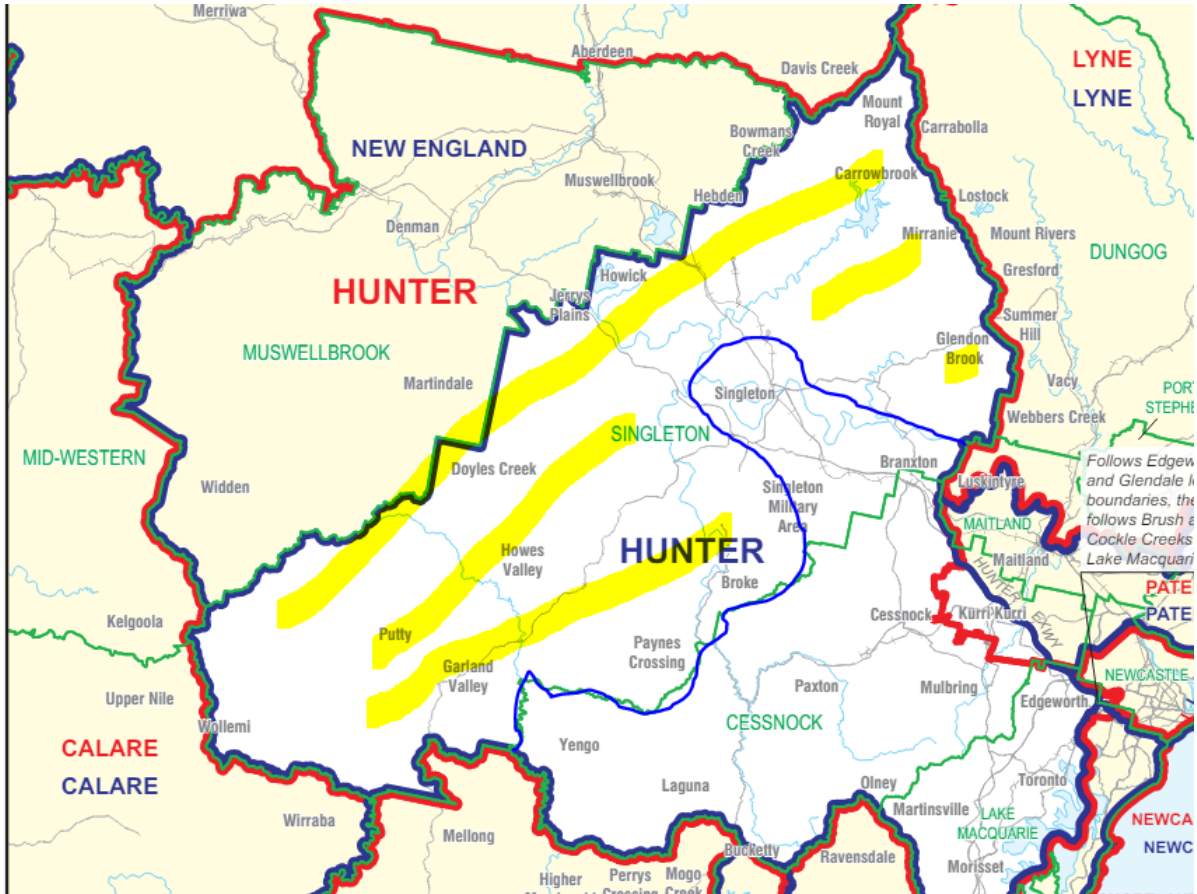 Merriwa
Aberdeen
Davis Creek
LYNE
LYNE
Mount
Royal
Carrabolla
Bowmans
Creek
NEW ENGLAND
Muswellbrook
Hebden
Carrowbrook
Lostock
Denman
Mirranie
Mount Rivers
DUNGOG
Gresford
Howick
HUNTER
Jerrys
Plains
Summer
Hill
Glendon
Brook
MUSWELLBROOK
Martindale
Vacy
Singleton
Webbers Creek
SINGLETON
MID-WESTERN
Doyles Creek
Branxton
Widden
Luskintyre
Follows Edgew
and Glendale lo
boundaries, the
follows Brush a
Cockle Creeks
Lake Macquari
Singleton
Military
Area
MAITLAND
Maitland
Howes
Valley
HUNTER
Broke
HUNTER EXWY
PATE
PATE
Kelgoola
Putty
Cessnock
Kurri Kurri
Paynes
Crossing
Garland
Valley
Paxton
Mulbring
NEWCASTLE
Edgeworth
Upper Nile
Wollemi
CESSNOCK
Yengo
CALARE
CALARE
Laguna
Olney
Toronto
Martinsville
LAKE
MACQUARIE
Wirraba
Mellong
Bucketty
Ravensdale
Morisset
NEWCA
NEWC
Higher
Perrys
Mogo